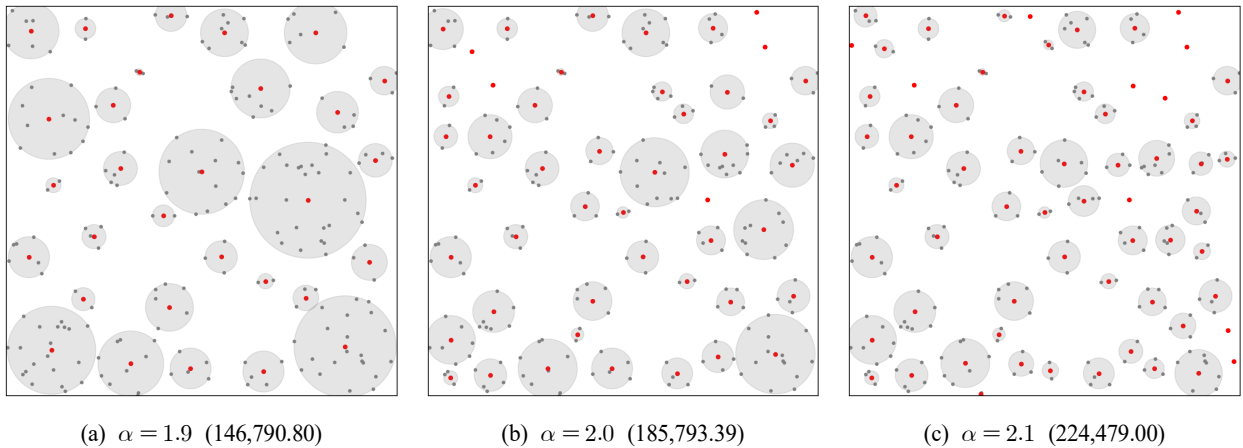 (a) α = 1.9 (146,790.80)
(b) α = 2.0 (185,793.39)
(c) α = 2.1 (224,479.00)